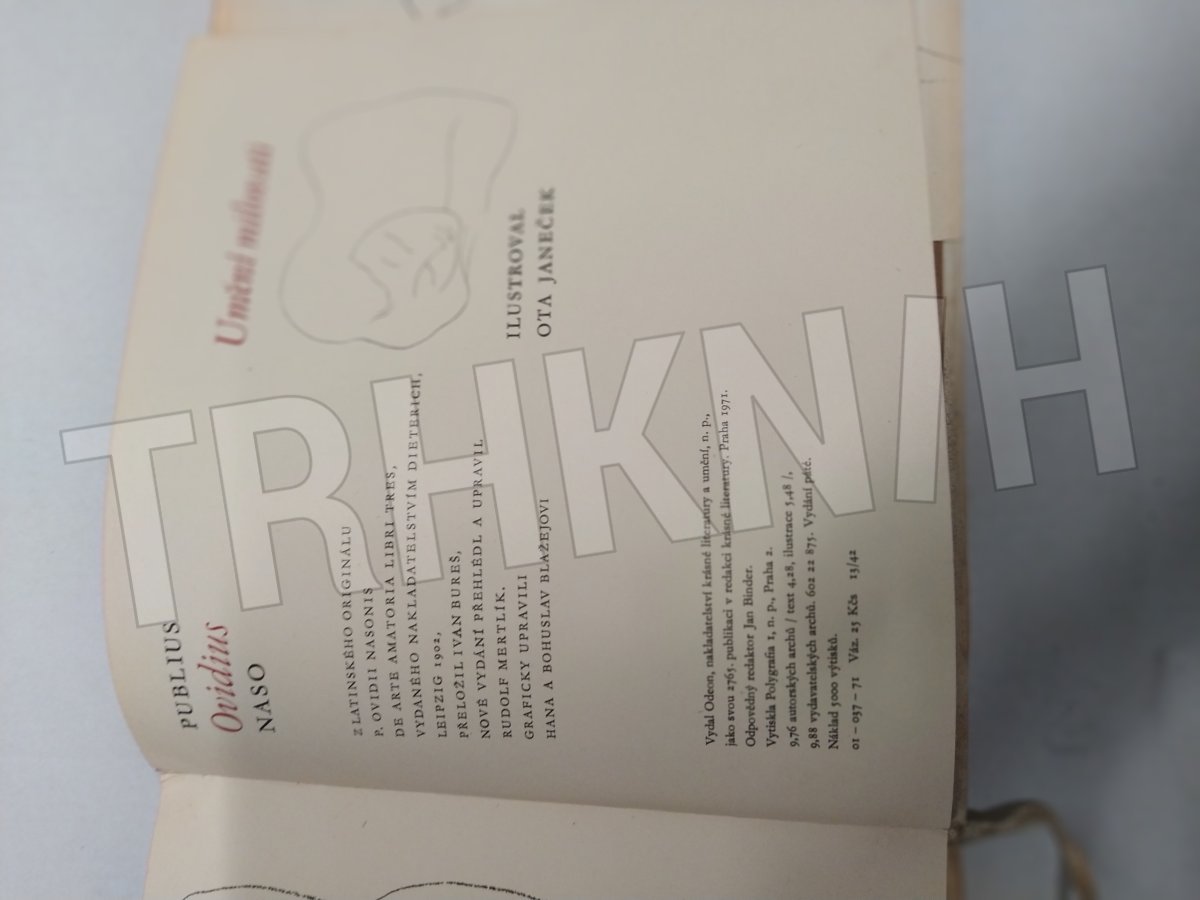 PUBLIUS
Ovidius
NASO
Umění milovati
ILUSTROVAL
OTA JANEČEK
Z LATINSKÉHO ORIGINÁLU
P. OVIDII NASONIS
DE ARTE AMATORIA LIBRI TRES,
VYDANÉHO NAKLADATELSTVÍM DIETERICH,
LEIPZIG 1902,
PŘELOŽIL IVAN BUREŠ,
NOVÉ VYDÁNÍ PŘEHLÉDL A UPRAVIL
RUDOLF MERTLÍK.
GRAFICKY UPRAVILI
HANA A BOHUSLAV BLAŽEJOVI
Vydal Odeon, nakladatelství krásné literatury a umění, n. p.,
jako svou 2765. publikaci v redakci krásné literatury. Praha 1971.
Odpovědný redaktor Jan Binder.
Vytiskla Polygrafia 1, n. p., Praha 2.
9,76 autorských archů / text 4,28, ilustrace 5,48 /,
9,88 vydavatelských archů. 602 22 875. Vydání páté.
Náklad 5000 výtisků.
01 – 037 – 71 Váz. 25 Kčs 13/42
TRHKNIH